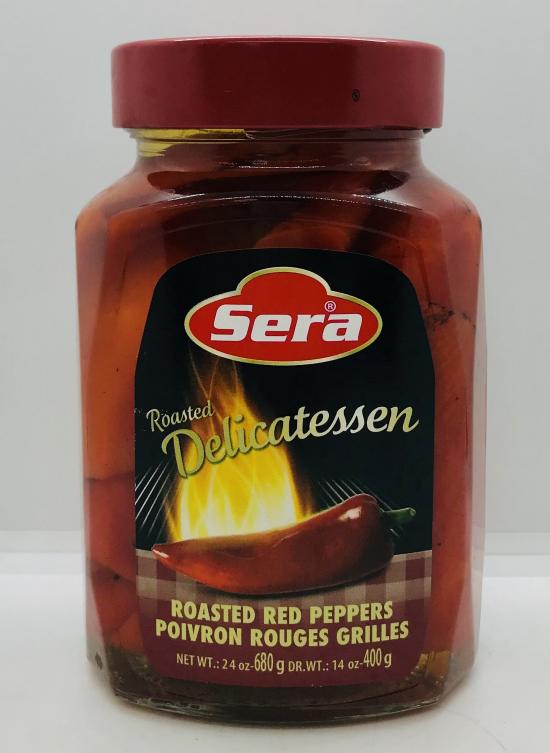 Sera®
Roasted
Delicatessen
ROASTED RED PEPPERS
POIVRON ROUGES GRILLES
NET WT.: 24 oz-680 g DR.WT.: 14 oz-400 g